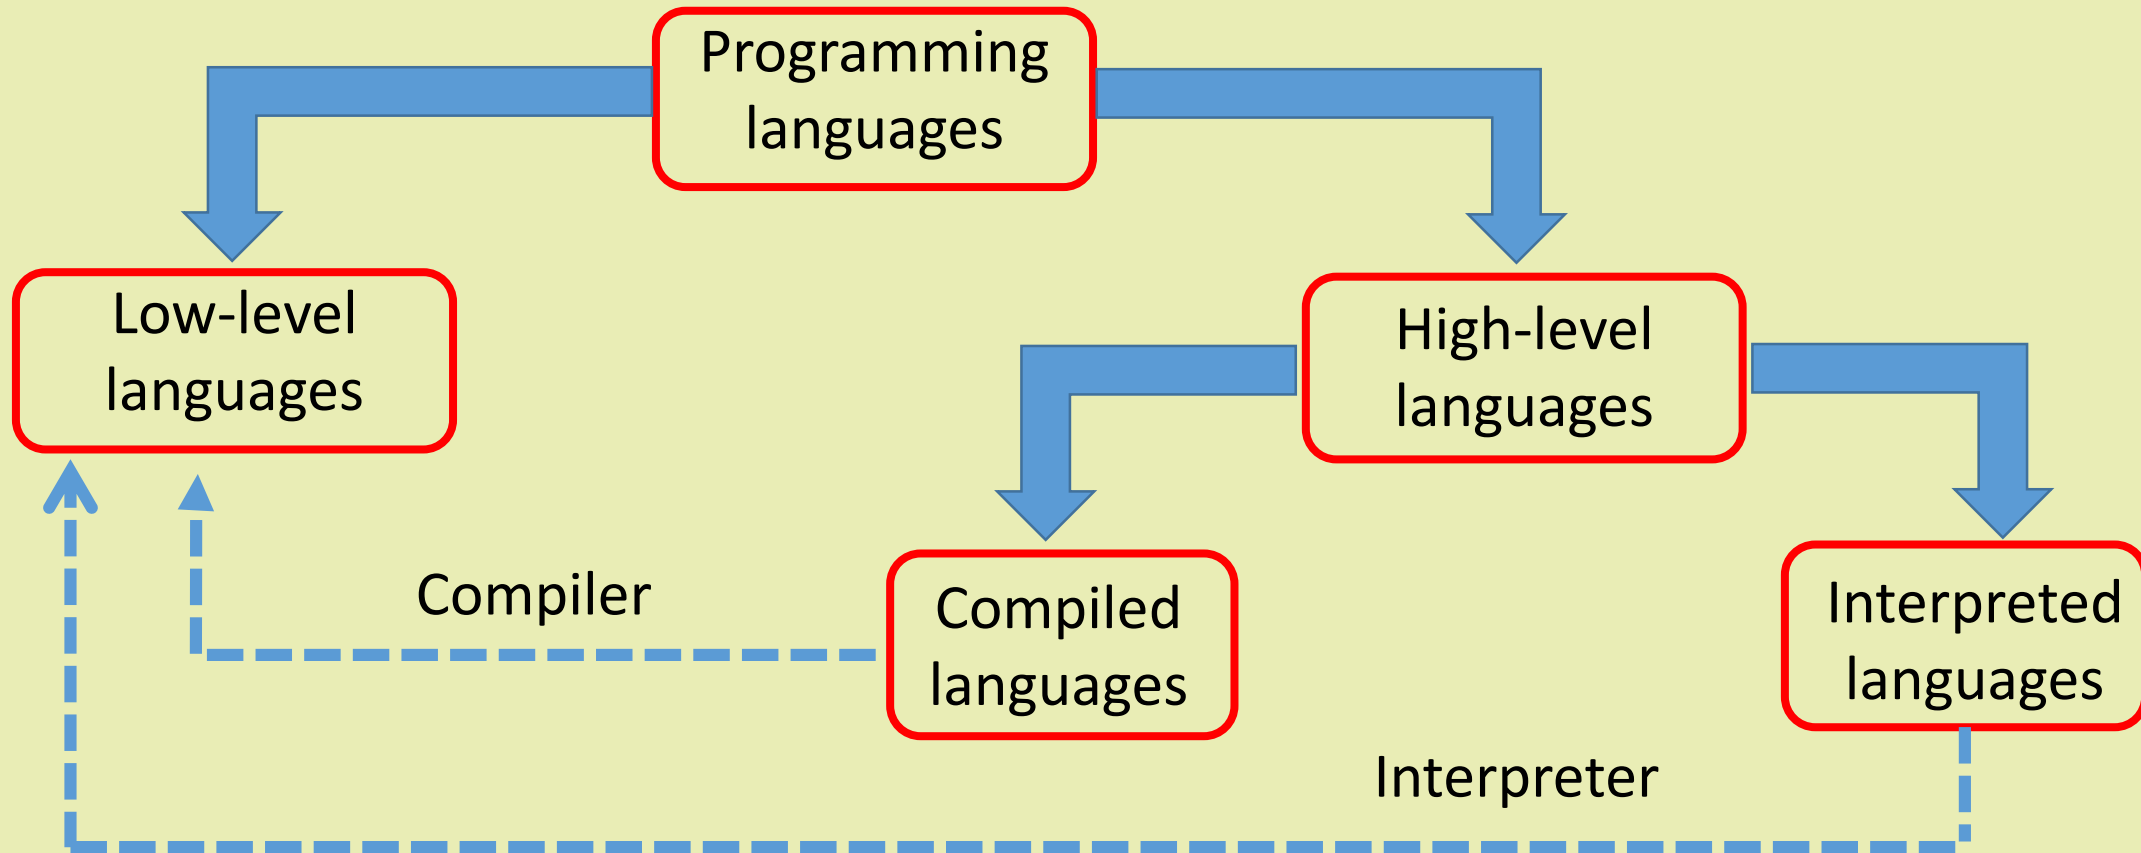 Programming
languages
Low-level
languages
High-level
languages
Compiler
Compiled
languages
Interpreted
languages
Interpreter